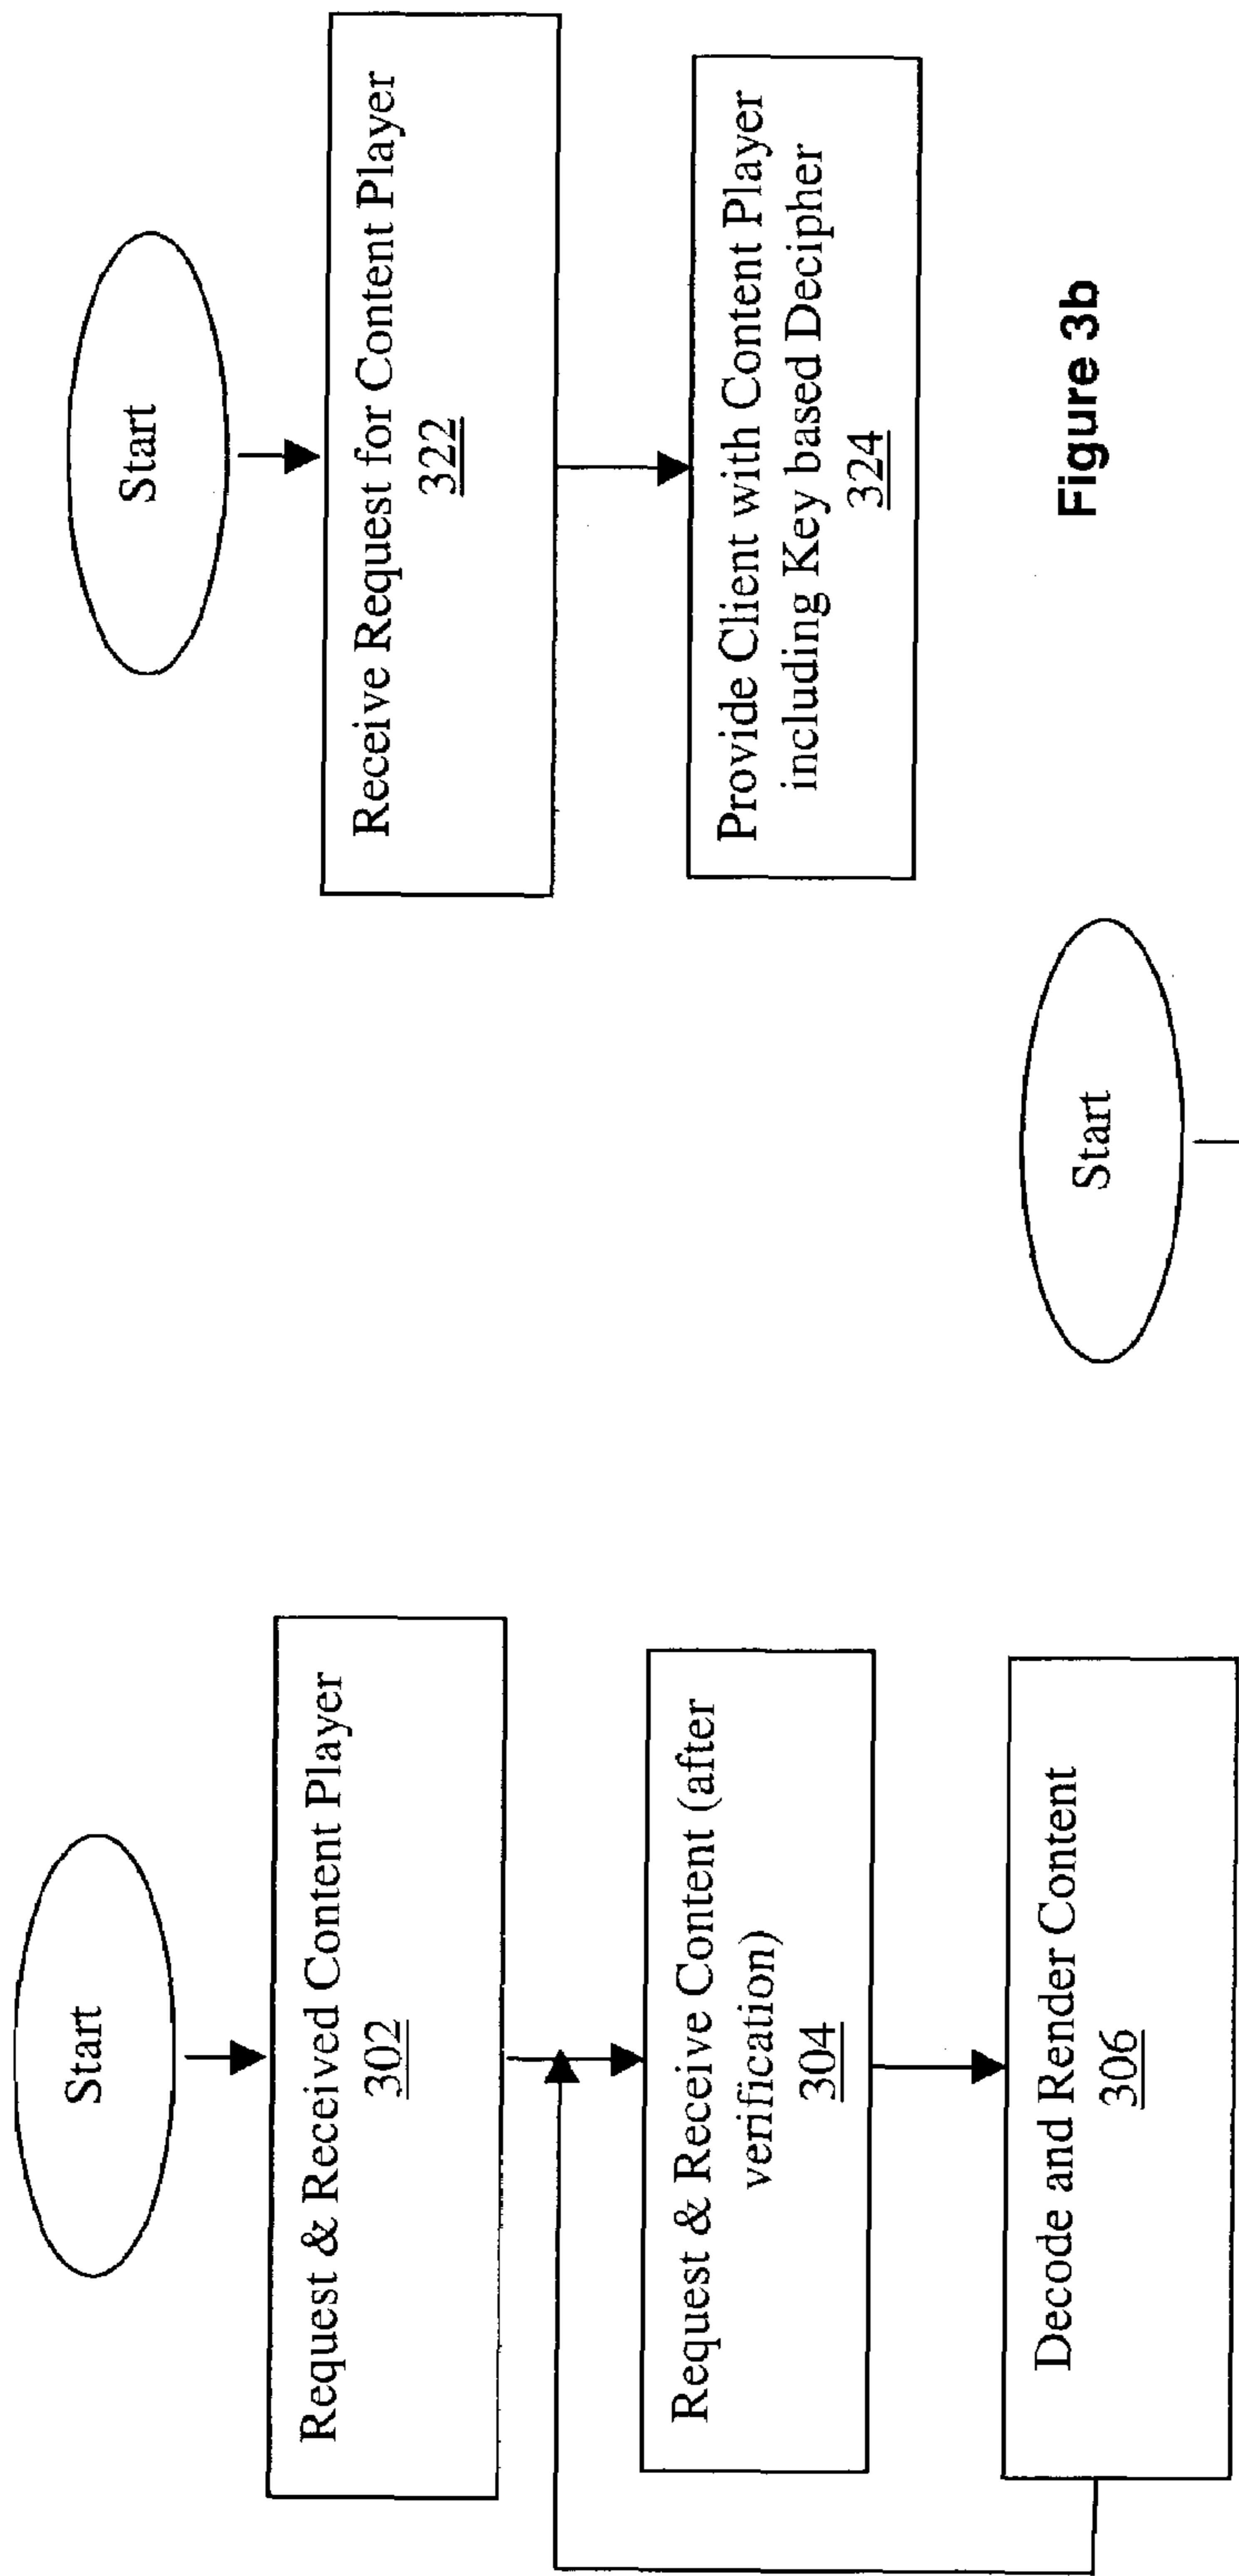 Start
Request & Received Content Player
302
Request & Receive Content (after
verification)
304
Decode and Render Content
306
Start
Receive Request for Content Player
322
Provide Client with Content Player
including Key based Decipher
324
Figure 3b
Start